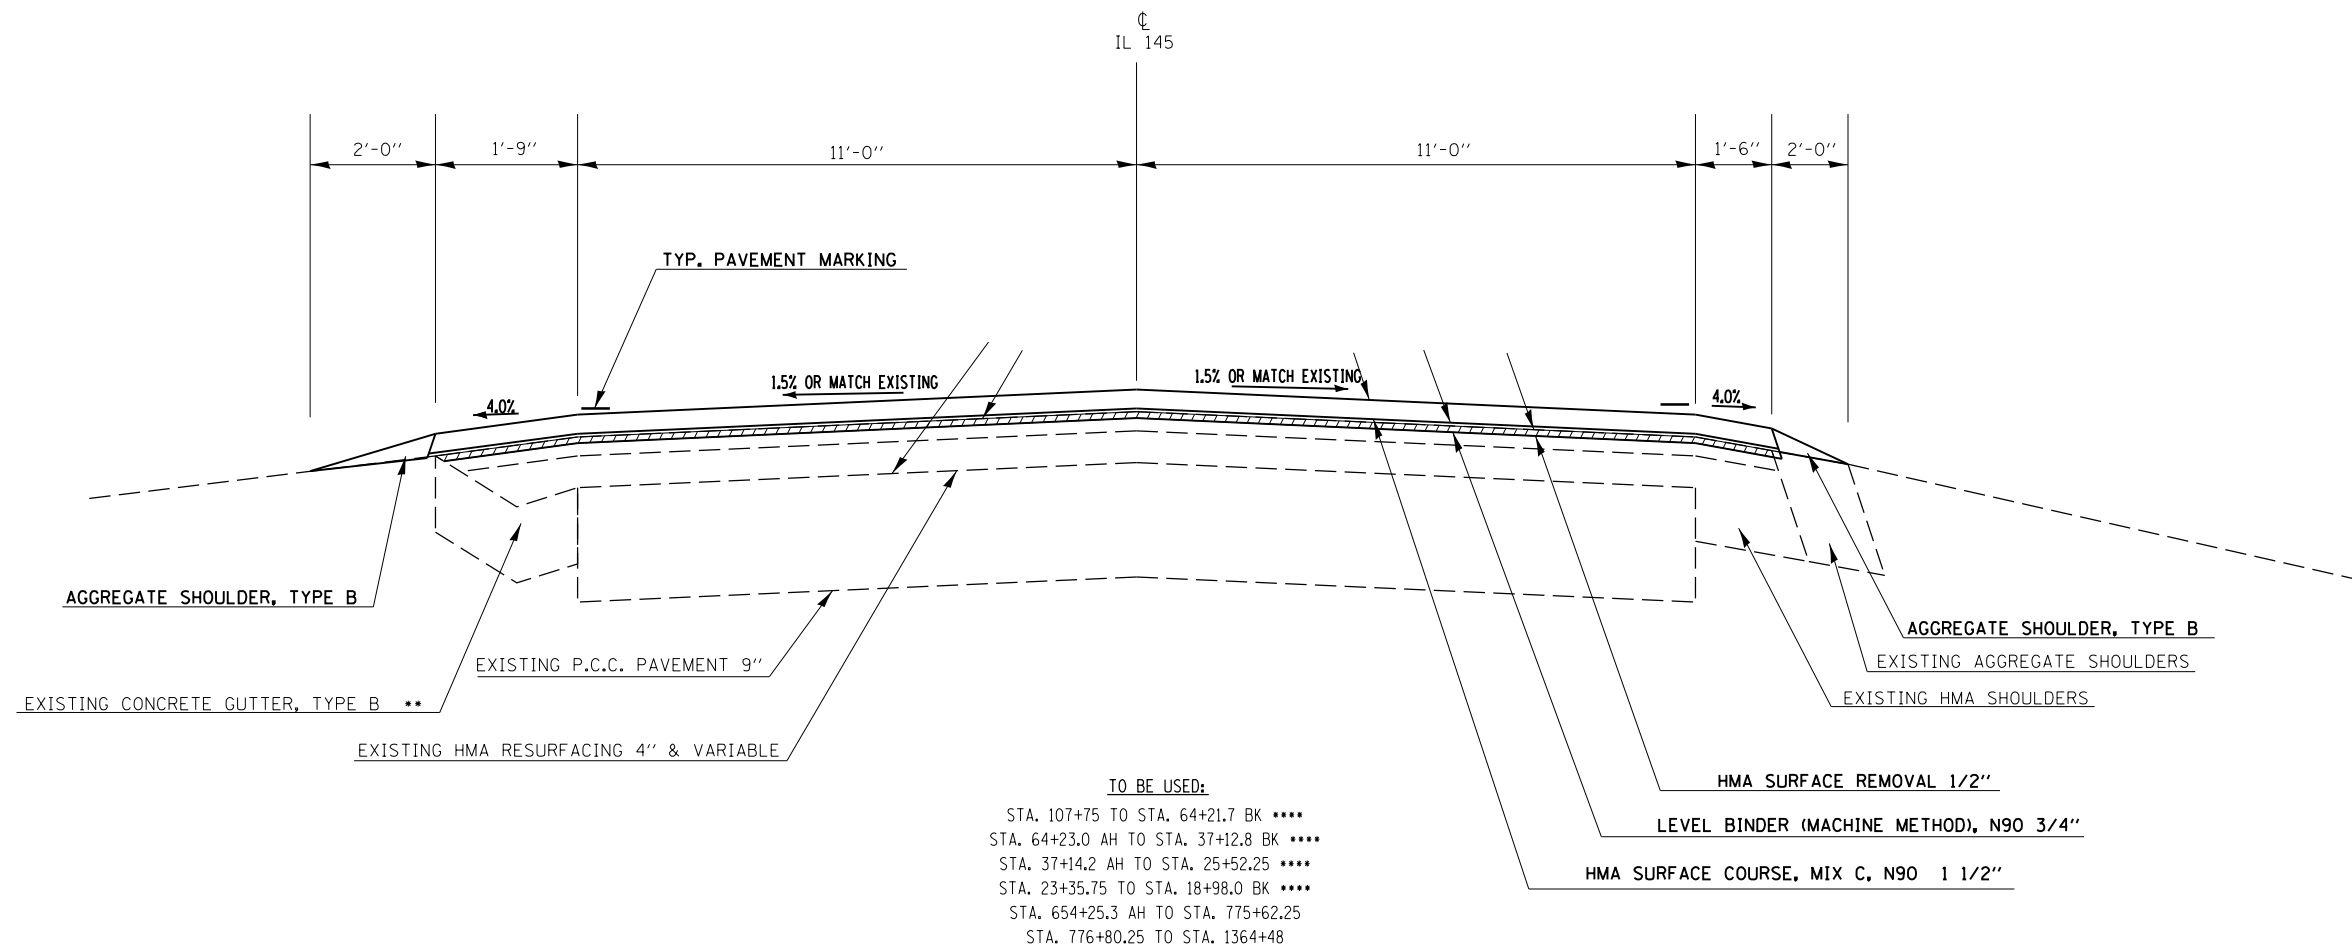 ℄
IL 145
2'-0" 1'-9" 11'-0" 11'-0" 1'-6" 2'-0"
TYP. PAVEMENT MARKING
4.0% 1.5% OR MATCH EXISTING 1.5% OR MATCH EXISTING 4.0%
AGGREGATE SHOULDER, TYPE B
EXISTING P.C.C. PAVEMENT 9"
EXISTING CONCRETE GUTTER, TYPE B **
EXISTING HMA RESURFACING 4" & VARIABLE
AGGREGATE SHOULDER, TYPE B
EXISTING AGGREGATE SHOULDERS
EXISTING HMA SHOULDERS
HMA SURFACE REMOVAL 1/2"
LEVEL BINDER (MACHINE METHOD), N90 3/4"
HMA SURFACE COURSE, MIX C, N90 1 1/2"
TO BE USED:
STA. 107+75 TO STA. 64+21.7 BK ****
STA. 64+23.0 AH TO STA. 37+12.8 BK ****
STA. 37+14.2 AH TO STA. 25+52.25 ****
STA. 23+35.75 TO STA. 18+98.0 BK ****
STA. 654+25.3 AH TO STA. 775+62.25
STA. 776+80.25 TO STA. 1364+48